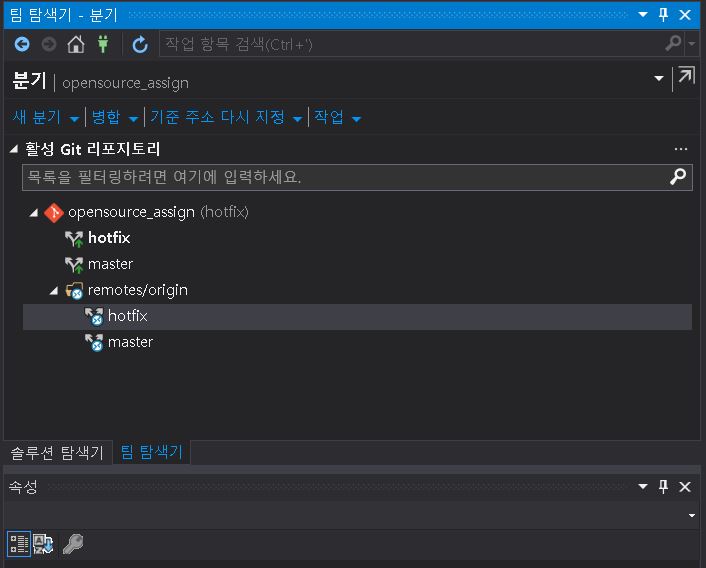 팀 탐색기 - 분기
작업 항목 검색(Ctrl+')
분기 | opensource_assign
새 분기 병합 기준 주소 다시 지정 작업
활성 Git 리포지토리 ...
목록을 필터링하려면 여기에 입력하세요.
opensource_assign (hotfix)
hotfix
master
remotes/origin
hotfix
master
솔루션 탐색기 팀 탐색기
속성